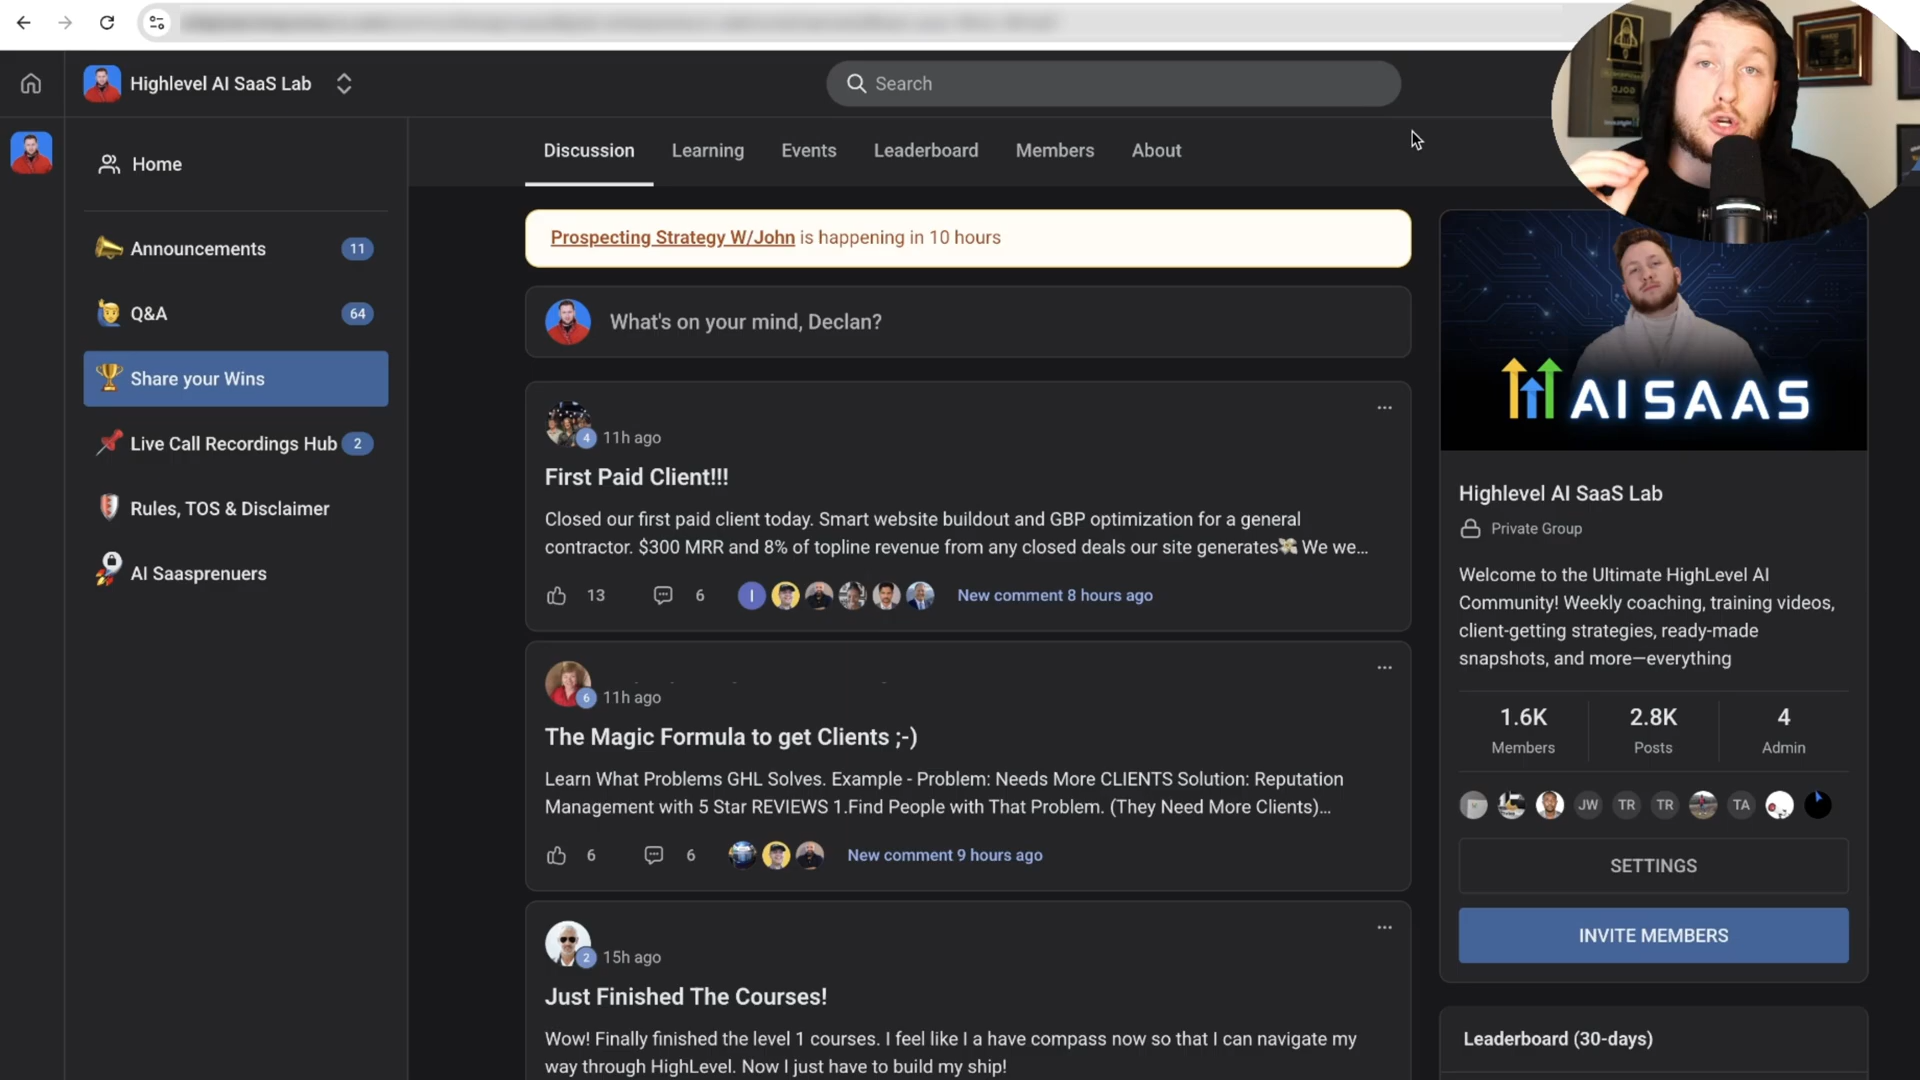 Highlevel AI SaaS Lab
Search
Home
Announcements 11
Q&A 64
Share your Wins
Live Call Recordings Hub 2
Rules, TOS & Disclaimer
AI Saasprenuers
Discussion Learning Events Leaderboard Members About
Prospecting Strategy W/John is happening in 10 hours
What's on your mind, Declan?
4 11h ago
First Paid Client!!!
Closed our first paid client today. Smart website buildout and GBP optimization for a general
contractor. $300 MRR and 8% of topline revenue from any closed deals our site generates💸 We we...
13 6 I New comment 8 hours ago
6 11h ago
The Magic Formula to get Clients ;-)
Learn What Problems GHL Solves. Example - Problem: Needs More CLIENTS Solution: Reputation
Management with 5 Star REVIEWS 1.Find People with That Problem. (They Need More Clients)...
6 6 New comment 9 hours ago
2 15h ago
Just Finished The Courses!
Wow! Finally finished the level 1 courses. I feel like I a have compass now so that I can navigate my
way through HighLevel. Now I just have to build my ship!
AI SAAS
Highlevel AI SaaS Lab
Private Group
Welcome to the Ultimate HighLevel AI
Community! Weekly coaching, training videos,
client-getting strategies, ready-made
snapshots, and more—everything
1.6K 2.8K 4
Members Posts Admin
JW TR TR TA
SETTINGS
INVITE MEMBERS
Leaderboard (30-days)